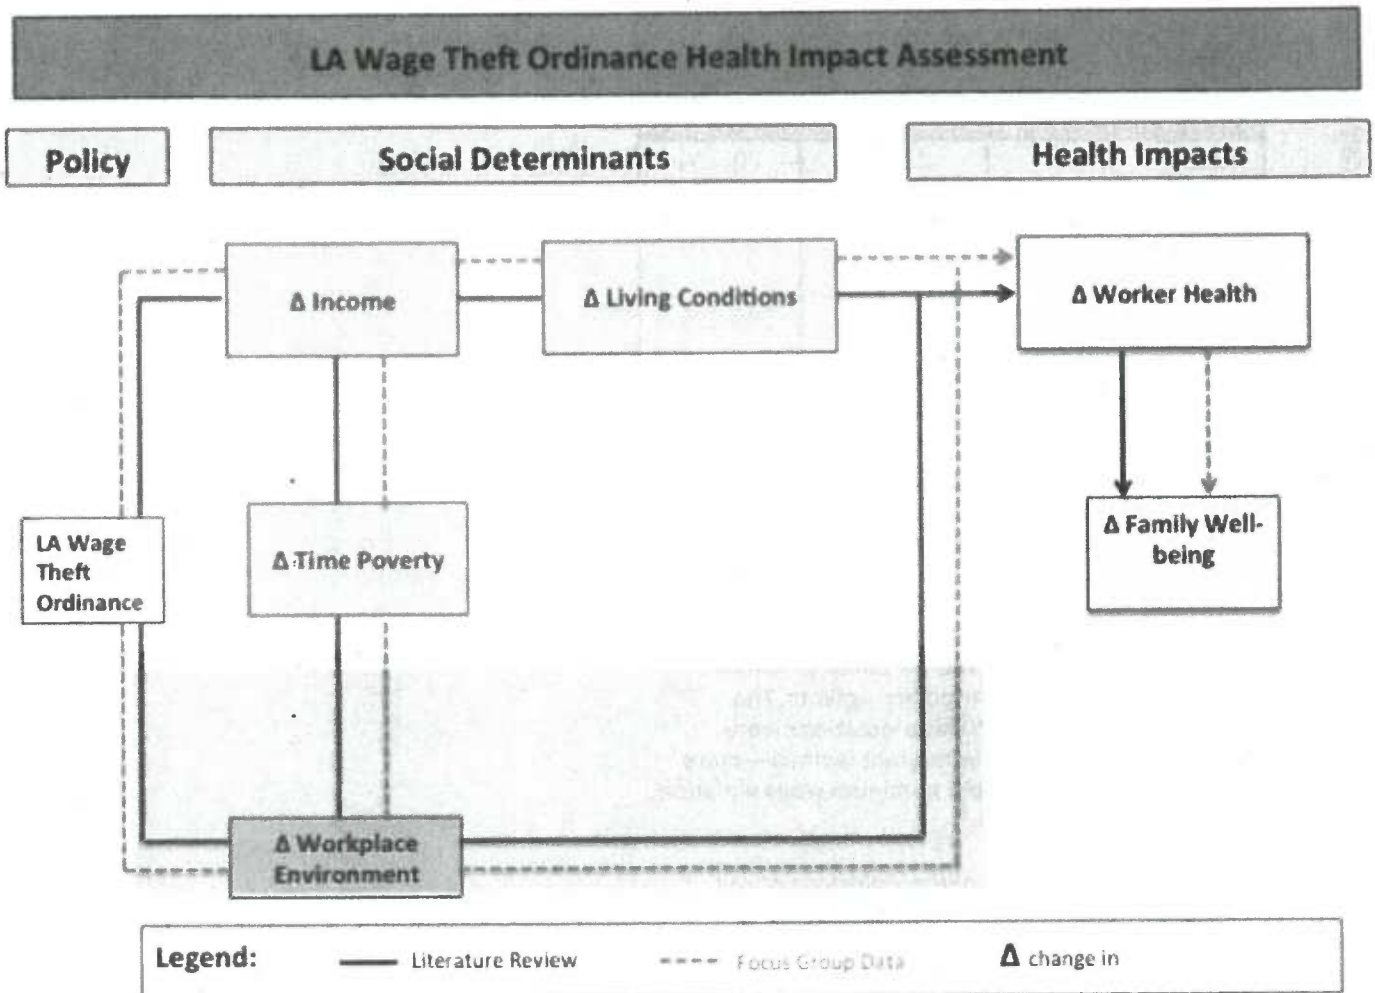 LA Wage Theft Ordinance Health Impact Assessment
Policy
Social Determinants
Health Impacts
Δ Income
Δ Living Conditions
Δ Worker Health
LA Wage
Theft
Ordinance
Δ Time Poverty
Δ Family Well-
being
Δ Workplace
Environment
Legend:
Literature Review
Focus Group Data
Δ change in